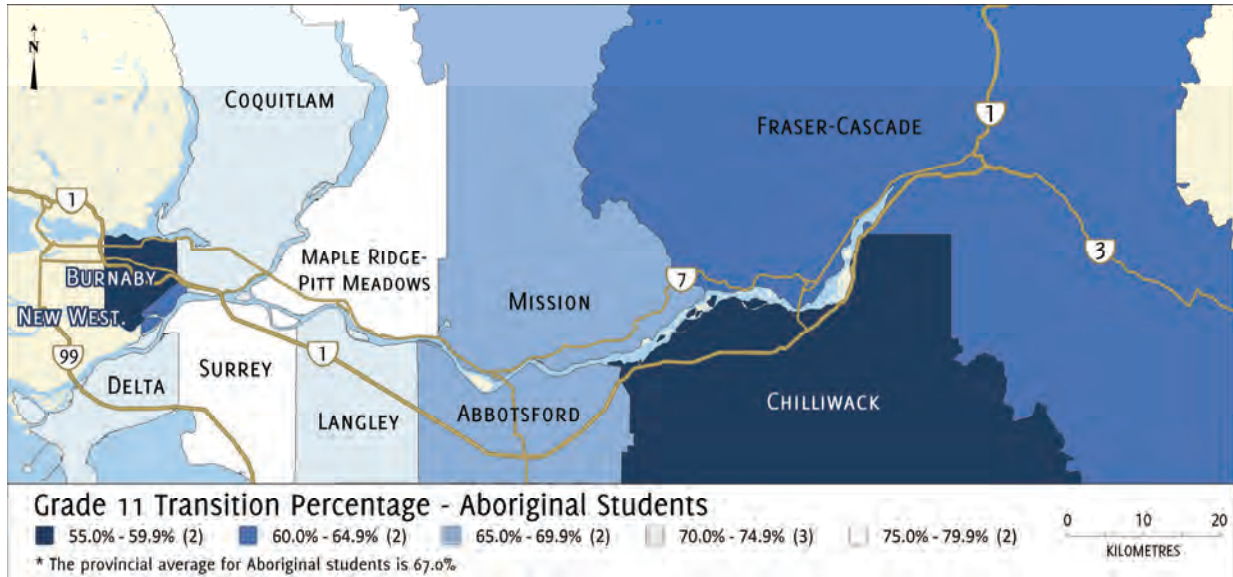 N
COQUITLAM
1
FRASER-CASCADE
1
MAPLE RIDGE-
PITT MEADOWS
BURNABY
3
7
MISSION
NEW WEST.
99
1
SURREY
DELTA
CHILLIWACK
ABBOTSFORD
LANGLEY
Grade 11 Transition Percentage - Aboriginal Students
55.0% - 59.9% (2) 60.0% - 64.9% (2) 65.0% - 69.9% (2) 70.0% - 74.9% (3) 75.0% - 79.9% (2)
0 10 20
KILOMETRES
* The provincial average for Aboriginal students is 67.0%